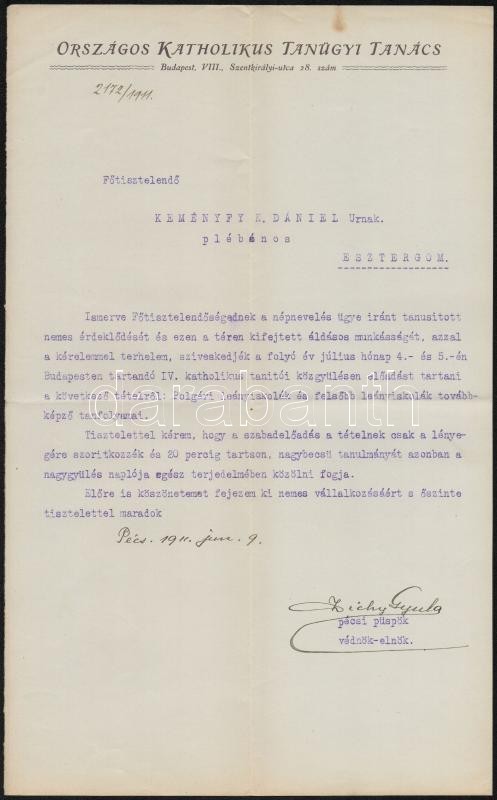 ORSZÁGOS KATHOLIKUS TANÜGYI TANÁCS
Budapest, VIII., Szentkirályi-utca 28. szám
2172/1911.
Főtisztelendő
KEMÉNYFY K. DÁNIEL Urnak.
plébános
ESZTERGOM.
Ismerve Főtisztelendőségednek a népnevelés ügye iránt tanusitott
nemes érdeklődését és ezen a téren kifejtett áldásos munkásságát, azzal
a kérelemmel terhelem, sziveskedjék a folyó év július hónap 4.- és 5.-én
Budapesten tartandó IV. katholikus tanitói közgyülésen előadást tartani
a következő tételről: Polgári leányiskolák és felsőbb leányiskulák tovább-
képző tanfolyamai.
Tisztelettel kérem, hogy a szabadelőadás a tételnek csak a lénye-
gére szoritkozzék és 20 percig tartson, nagybecsü tanulmányát azonban a
nagygyülés naplója egész terjedelmében közölni fogja.
Előre is köszönetemet fejezem ki nemes vállalkozásáért s őszinte
tisztelettel maradok
Pécs. 1911. jun. 9.
Zichy Gyula
pécsi püspök
védnök-elnök.
darabanth